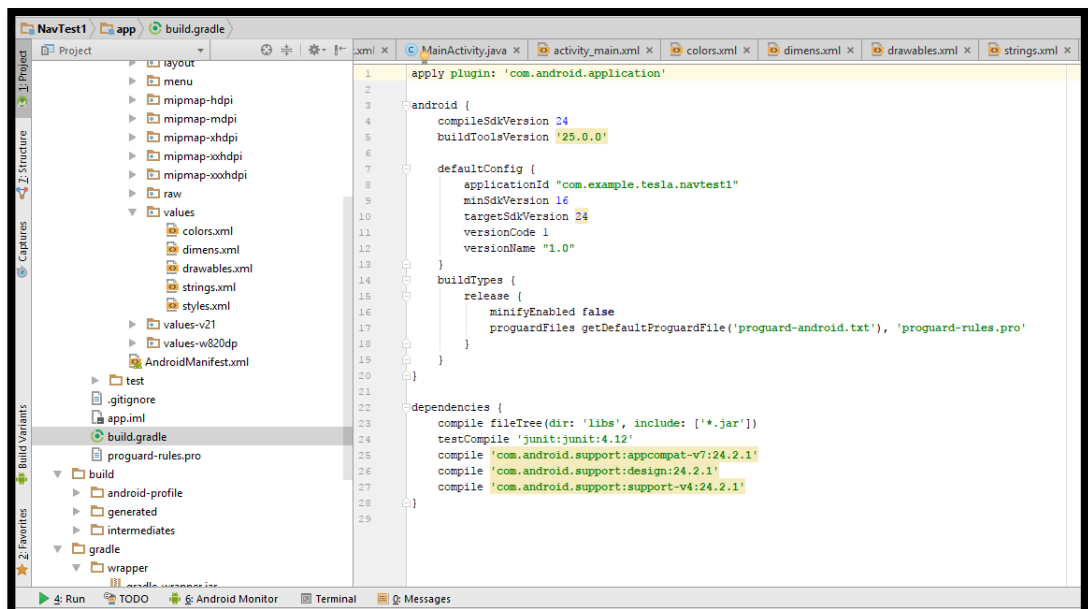 NavTest1 app build.gradle
Project
.xml MainActivity.java activity_main.xml colors.xml dimens.xml drawables.xml strings.xml
1: Project
7: Structure
Captures
Build Variants
2: Favorites
layout
menu
mipmap-hdpi
mipmap-mdpi
mipmap-xhdpi
mipmap-xxhdpi
mipmap-xxxhdpi
raw
values
colors.xml
dimens.xml
drawables.xml
strings.xml
styles.xml
values-v21
values-w820dp
AndroidManifest.xml
test
.gitignore
app.iml
build.gradle
proguard-rules.pro
build
android-profile
generated
intermediates
gradle
wrapper
gradle-wrapper.jar
1 apply plugin: 'com.android.application'
2
3 android {
4 compileSdkVersion 24
5 buildToolsVersion '25.0.0'
6
7 defaultConfig {
8 applicationId "com.example.tesla.navtest1"
9 minSdkVersion 16
10 targetSdkVersion 24
11 versionCode 1
12 versionName "1.0"
13 }
14 buildTypes {
15 release {
16 minifyEnabled false
17 proguardFiles getDefaultProguardFile('proguard-android.txt'), 'proguard-rules.pro'
18 }
19 }
20 }
21
22 dependencies {
23 compile fileTree(dir: 'libs', include: ['*.jar'])
24 testCompile 'junit:junit:4.12'
25 compile 'com.android.support:appcompat-v7:24.2.1'
26 compile 'com.android.support:design:24.2.1'
27 compile 'com.android.support:support-v4:24.2.1'
28 }
29
4: Run TODO 6: Android Monitor Terminal 0: Messages